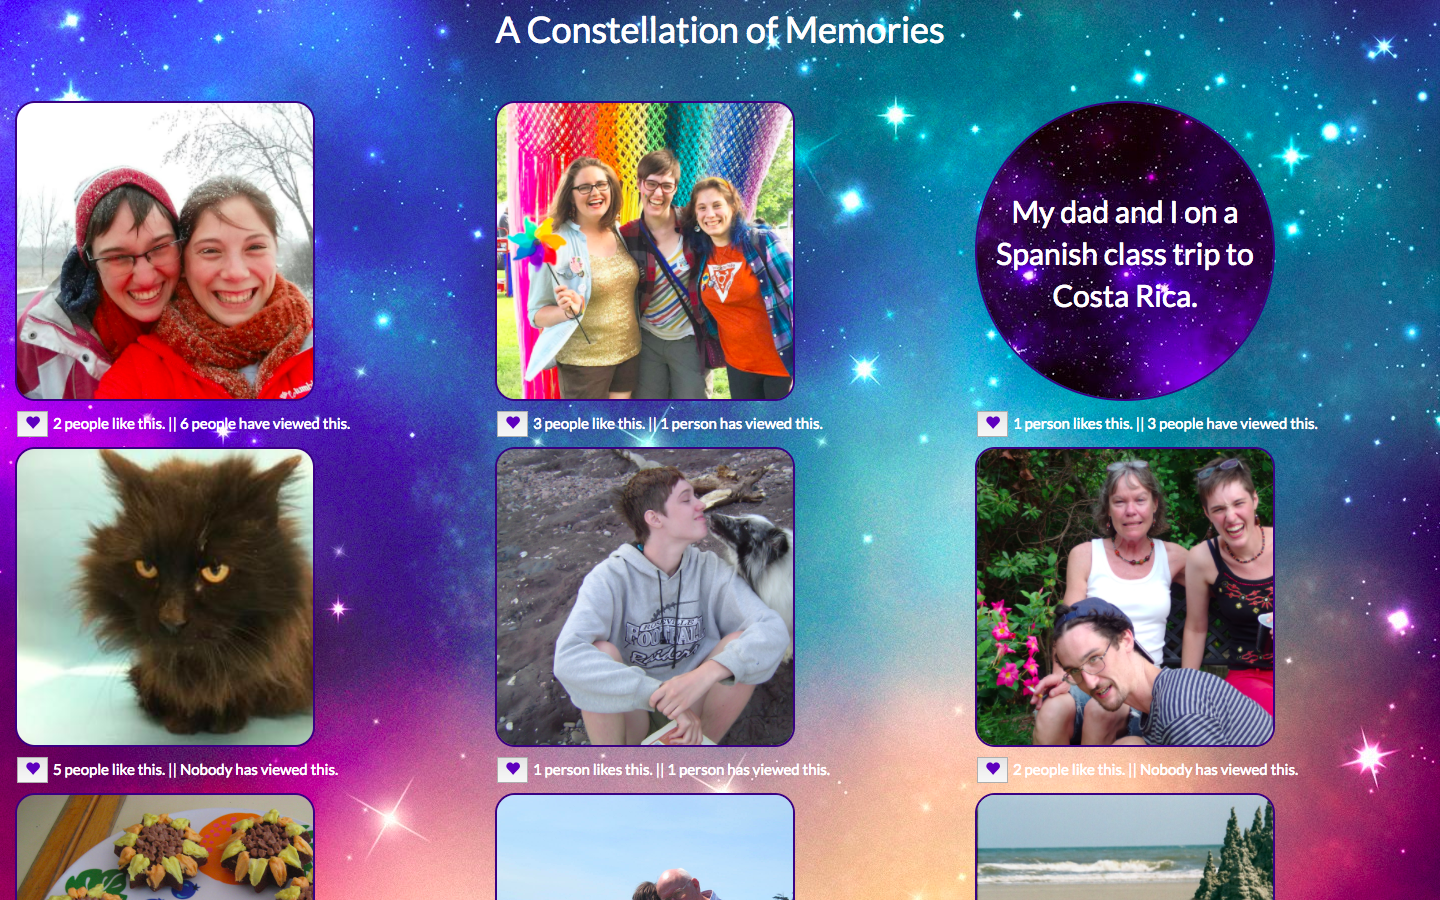 A Constellation of Memories
My dad and I on a
Spanish class trip to
Costa Rica.
2 people like this. || 6 people have viewed this.
3 people like this. || 1 person has viewed this.
1 person likes this. || 3 people have viewed this.
FOOTBALL
Raiders
5 people like this. || Nobody has viewed this.
1 person likes this. || 1 person has viewed this.
2 people like this. || Nobody has viewed this.